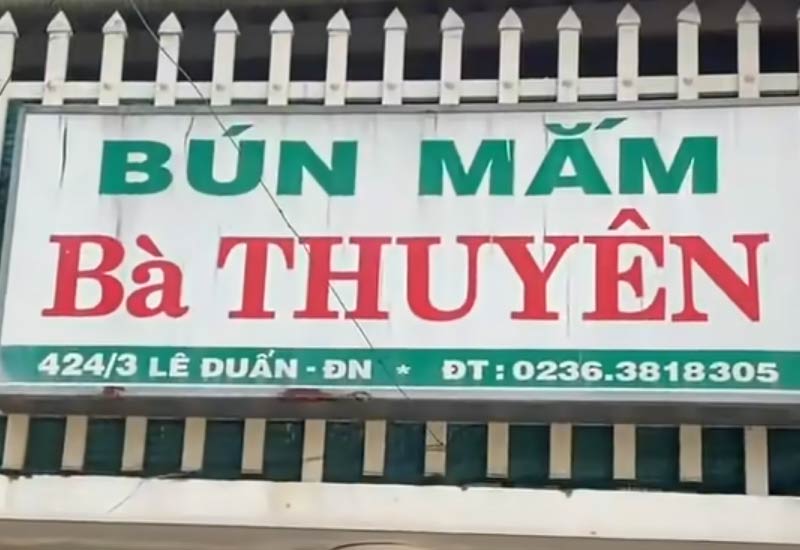 BÚN MẮM
Bà THUYÊN
424/3 LÊ DUẨN - ĐN * ĐT : 0236.3818305